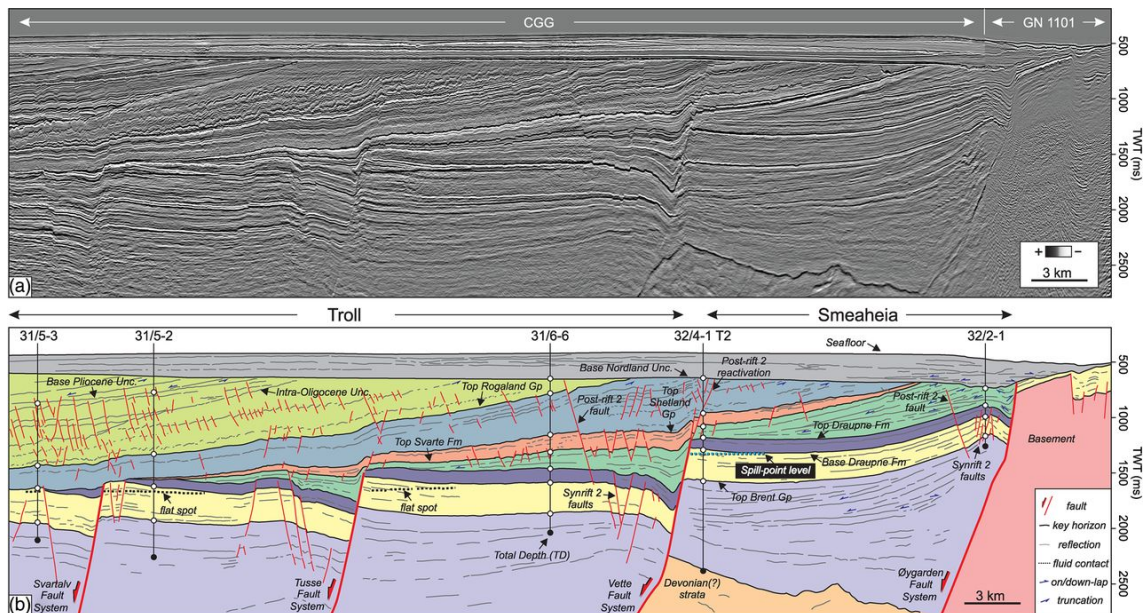 CGG
GN 1101
500
1000
1500
2000
2500
TWT (ms)
+ -
3 km
(a)
Troll
Smeaheia
31/5-3
31/5-2
31/6-6
32/4-1 T2
32/2-1
Seafloor
Base Pliocene Unc.
Intra-Oligocene Unc.
Top Rogaland Gp
Base Nordland Unc.
Post-rift 2
reactivation
Post-rift 2
fault
Top
Shetland
Gp
Post-rift 2
fault
Top Svarte Fm
Top Draupne Fm
Base Draupne Fm
Spill-point level
Top Brent Gp
flat spot
flat spot
Synrift 2
faults
Synrift 2
faults
Basement
Total Depth (TD)
Svartalv
Fault
System
Tusse
Fault
System
Vette
Fault
System
Devonian(?)
strata
Øygarden
Fault
System
500
1000
1500
2000
2500
TWT (ms)
fault
key horizon
reflection
fluid contact
on/down-lap
truncation
3 km
(b)